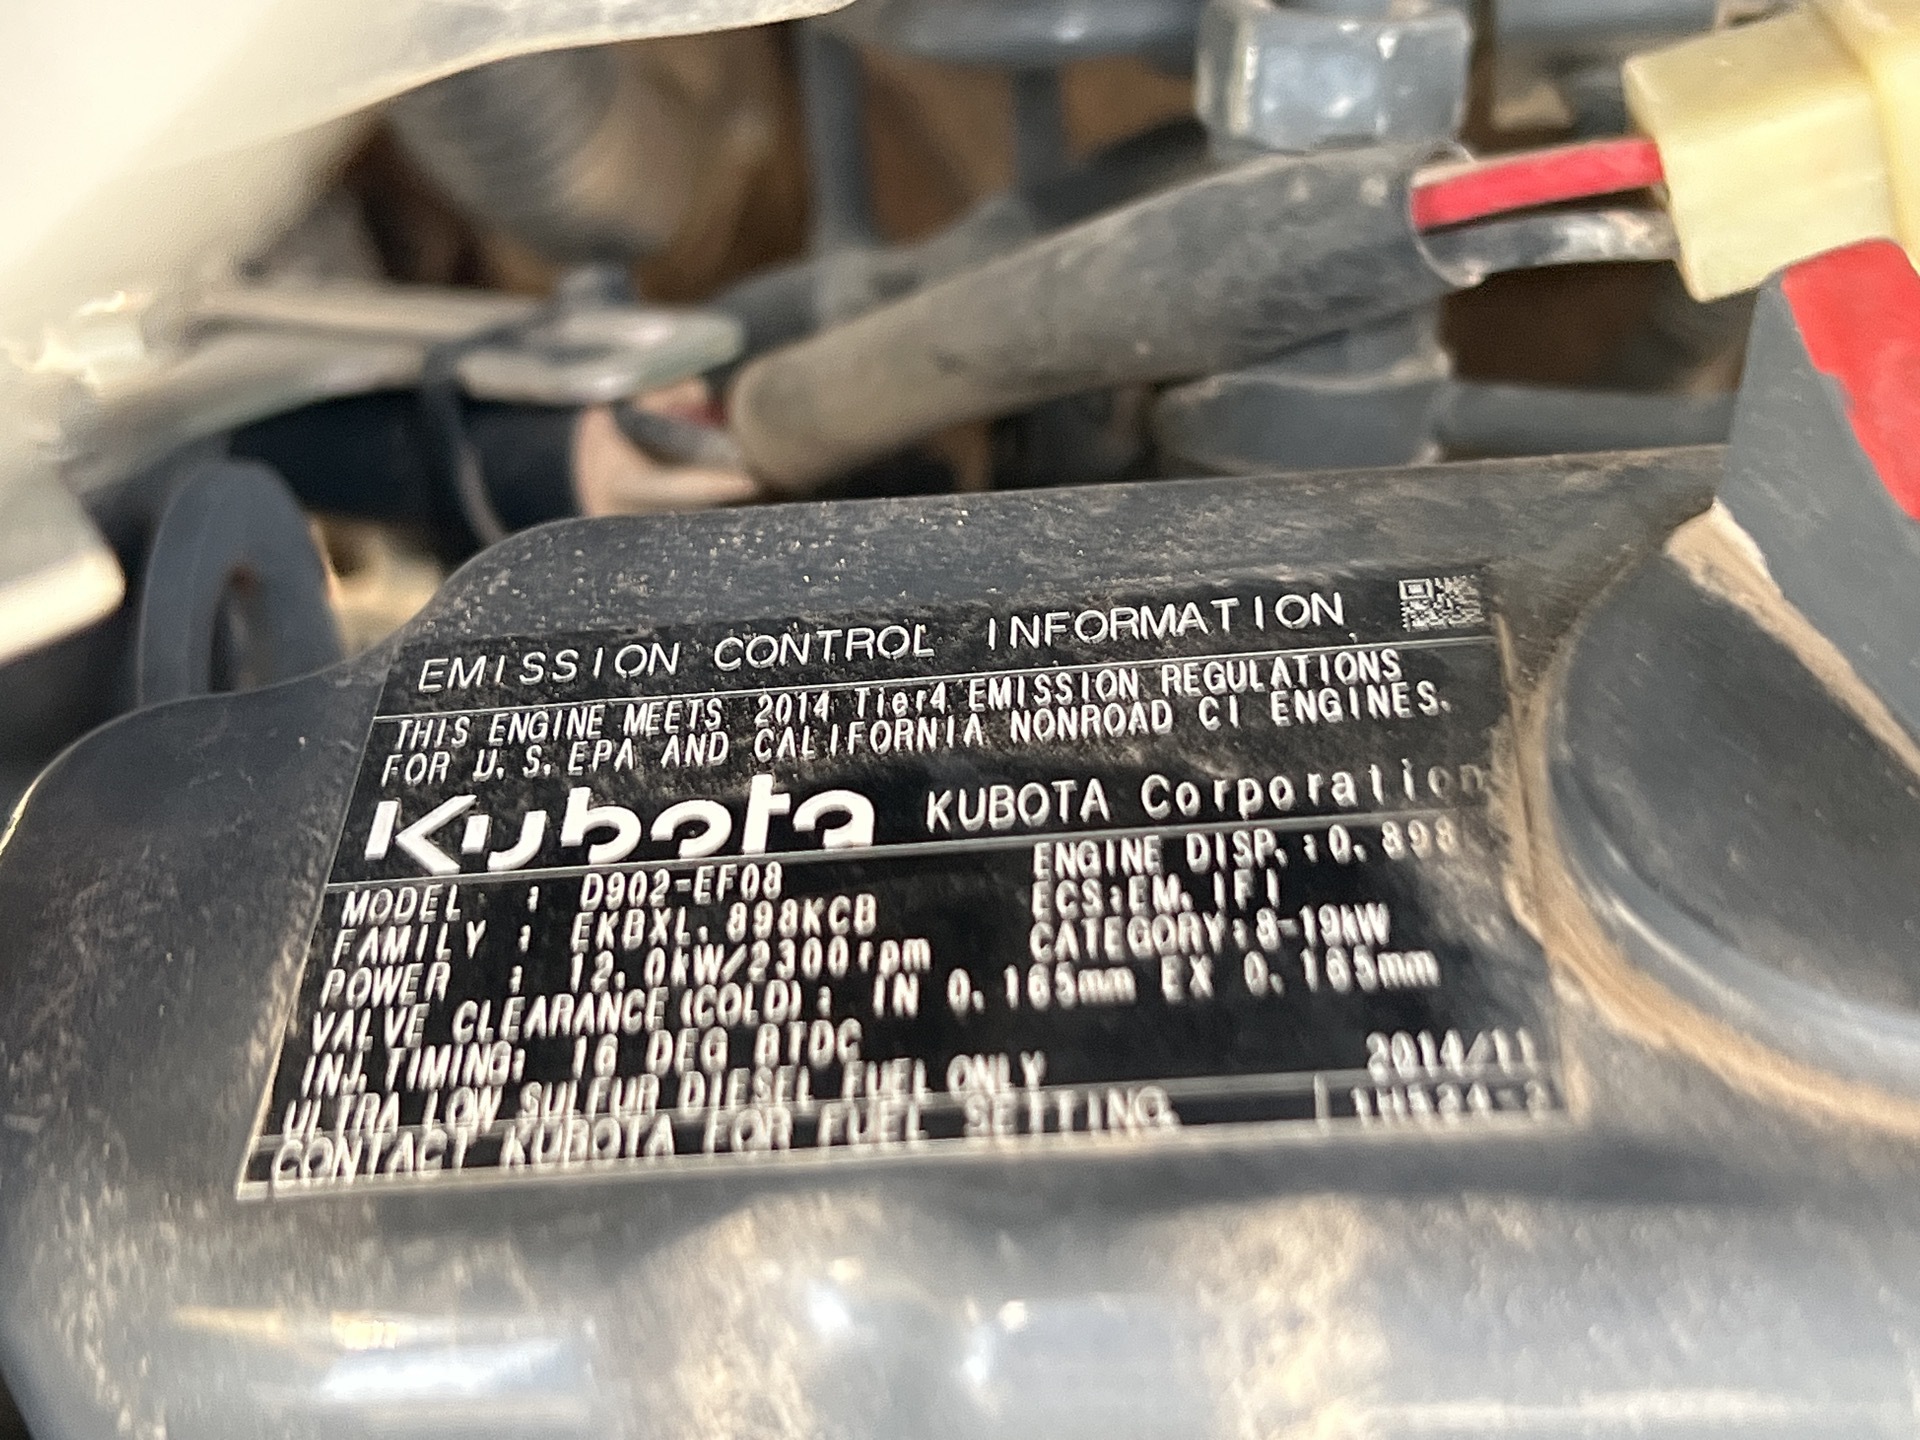 EMISSION CONTROL INFORMATION
THIS ENGINE MEETS 2014 Tier4 EMISSION REGULATIONS
FOR U.S.EPA AND CALIFORNIA NONROAD CI ENGINES.
Kubota KUBOTA Corporation
MODEL : D902-EF08 ENGINE DISP.:0.898
FAMILY : EKBXL.898KCB ECS:EM,IFI
POWER : 12.0kW/2300rpm CATEGORY:8-19kW
VALVE CLEARANCE(COLD): IN 0.165mm EX 0.165mm
INJ.TIMING: 16 DEG BTDC
ULTRA LOW SULFUR DIESEL FUEL ONLY 2014/11
CONTACT KUBOTA FOR FUEL SETTING.